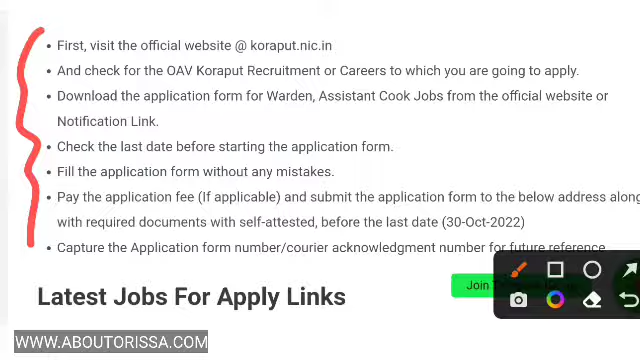 First, visit the official website @ koraput.nic.in
And check for the OAV Koraput Recruitment or Careers to which you are going to apply.
Download the application form for Warden, Assistant Cook Jobs from the official website or
Notification Link.
Check the last date before starting the application form.
Fill the application form without any mistakes.
Pay the application fee (If applicable) and submit the application form to the below address along
with required documents with self-attested, before the last date (30-Oct-2022)
Capture the Application form number/courier acknowledgment number for future reference
Join
Latest Jobs For Apply Links
WWW.ABOUTORISSA.COM